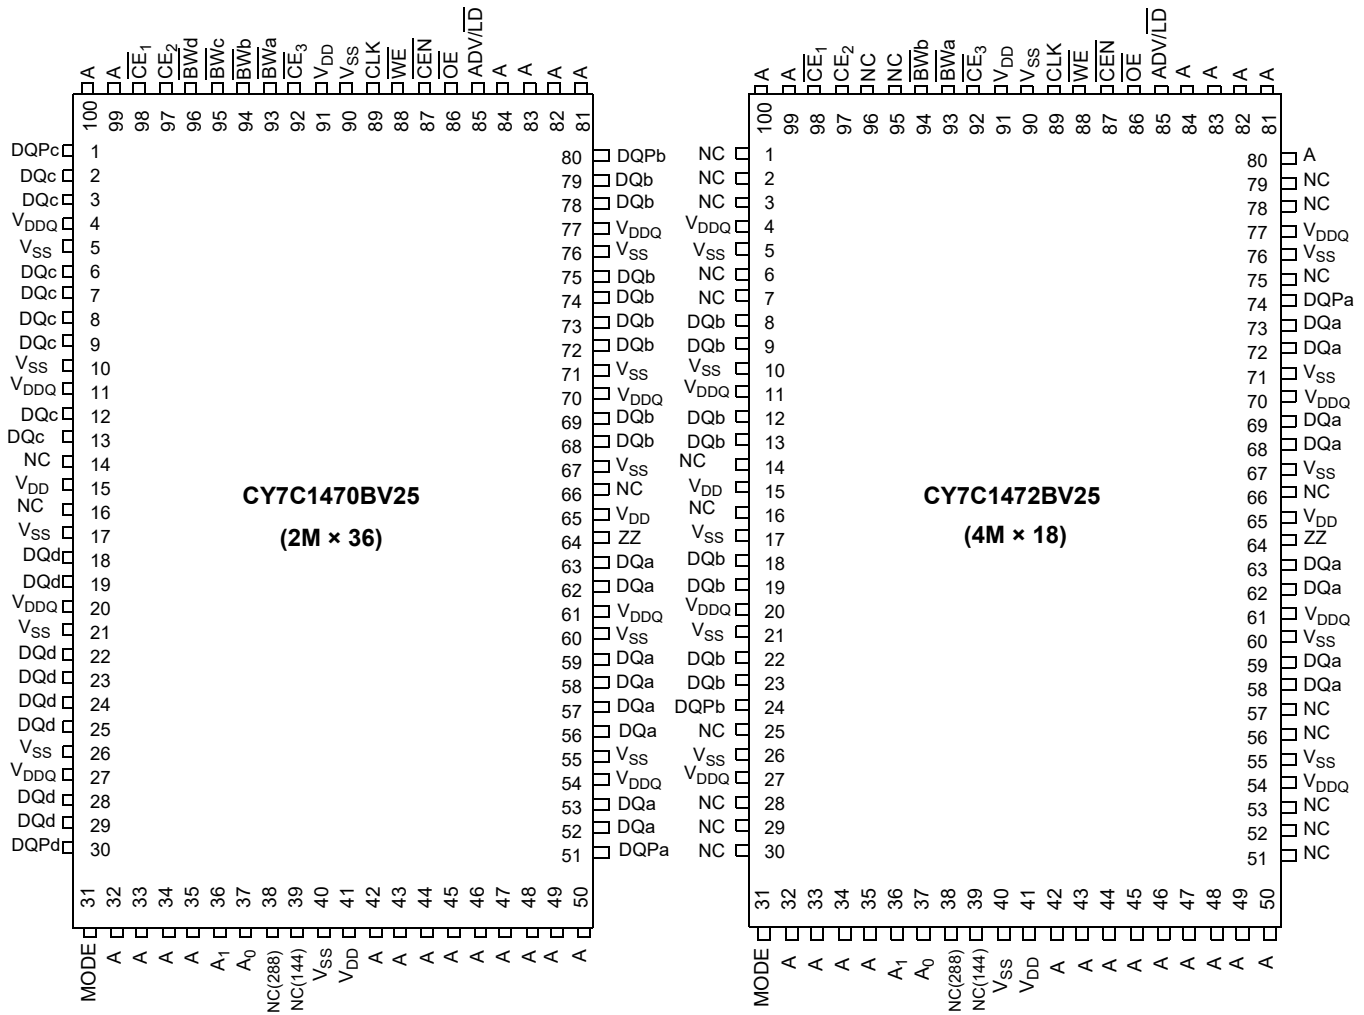 A A CE1 CE2 BWd BWc BWb BWa CE3 VDD VSS CLK WE CEN OE ADV/LD A A A A
100 99 98 97 96 95 94 93 92 91 90 89 88 87 86 85 84 83 82 81
DQPc 1
DQc 2
DQc 3
VDDQ 4
VSS 5
DQc 6
DQc 7
DQc 8
DQc 9
VSS 10
VDDQ 11
DQc 12
DQc 13
NC 14
VDD 15
NC 16
VSS 17
DQd 18
DQd 19
VDDQ 20
VSS 21
DQd 22
DQd 23
DQd 24
DQd 25
VSS 26
VDDQ 27
DQd 28
DQd 29
DQPd 30
CY7C1470BV25
(2M × 36)
80 DQPb
79 DQb
78 DQb
77 VDDQ
76 VSS
75 DQb
74 DQb
73 DQb
72 DQb
71 VSS
70 VDDQ
69 DQb
68 DQb
67 VSS
66 NC
65 VDD
64 ZZ
63 DQa
62 DQa
61 VDDQ
60 VSS
59 DQa
58 DQa
57 DQa
56 DQa
55 VSS
54 VDDQ
53 DQa
52 DQa
51 DQPa
31 32 33 34 35 36 37 38 39 40 41 42 43 44 45 46 47 48 49 50
MODE A A A A A1 A0 NC(288) NC(144) VSS VDD A A A A A A A A A
A A CE1 CE2 NC NC BWb BWa CE3 VDD VSS CLK WE CEN OE ADV/LD A A A A
100 99 98 97 96 95 94 93 92 91 90 89 88 87 86 85 84 83 82 81
NC 1
NC 2
NC 3
VDDQ 4
VSS 5
NC 6
NC 7
DQb 8
DQb 9
VSS 10
VDDQ 11
DQb 12
DQb 13
NC 14
VDD 15
NC 16
VSS 17
DQb 18
DQb 19
VDDQ 20
VSS 21
DQb 22
DQb 23
DQPb 24
NC 25
VSS 26
VDDQ 27
NC 28
NC 29
NC 30
CY7C1472BV25
(4M × 18)
80 A
79 NC
78 NC
77 VDDQ
76 VSS
75 NC
74 DQPa
73 DQa
72 DQa
71 VSS
70 VDDQ
69 DQa
68 DQa
67 VSS
66 NC
65 VDD
64 ZZ
63 DQa
62 DQa
61 VDDQ
60 VSS
59 DQa
58 DQa
57 NC
56 NC
55 VSS
54 VDDQ
53 NC
52 NC
51 NC
31 32 33 34 35 36 37 38 39 40 41 42 43 44 45 46 47 48 49 50
MODE A A A A A1 A0 NC(288) NC(144) VSS VDD A A A A A A A A A